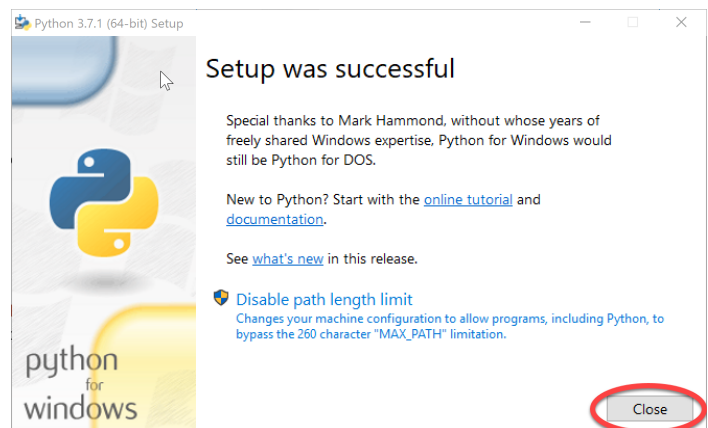 Python 3.7.1 (64-bit) Setup
Setup was successful
Special thanks to Mark Hammond, without whose years of
freely shared Windows expertise, Python for Windows would
still be Python for DOS.
New to Python? Start with the online tutorial and
documentation.
See what's new in this release.
Disable path length limit
Changes your machine configuration to allow programs, including Python, to
bypass the 260 character "MAX_PATH" limitation.
python
for
windows
Close